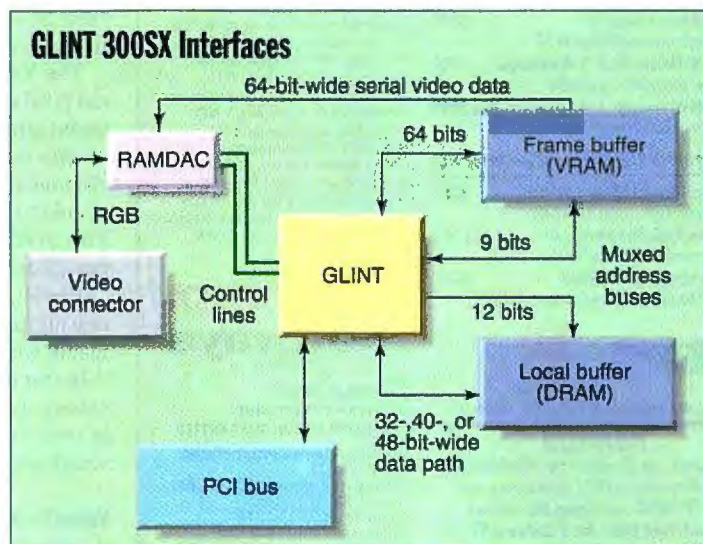 GLINT 300SX Interfaces
64-bit-wide serial video data
RAMDAC
64 bits
Frame buffer
(VRAM)
RGB
9 bits
GLINT
Muxed
address
buses
Video
connector
Control
lines
12 bits
Local buffer
(DRAM)
32-,40-, or
48-bit-wide
data path
PCI bus